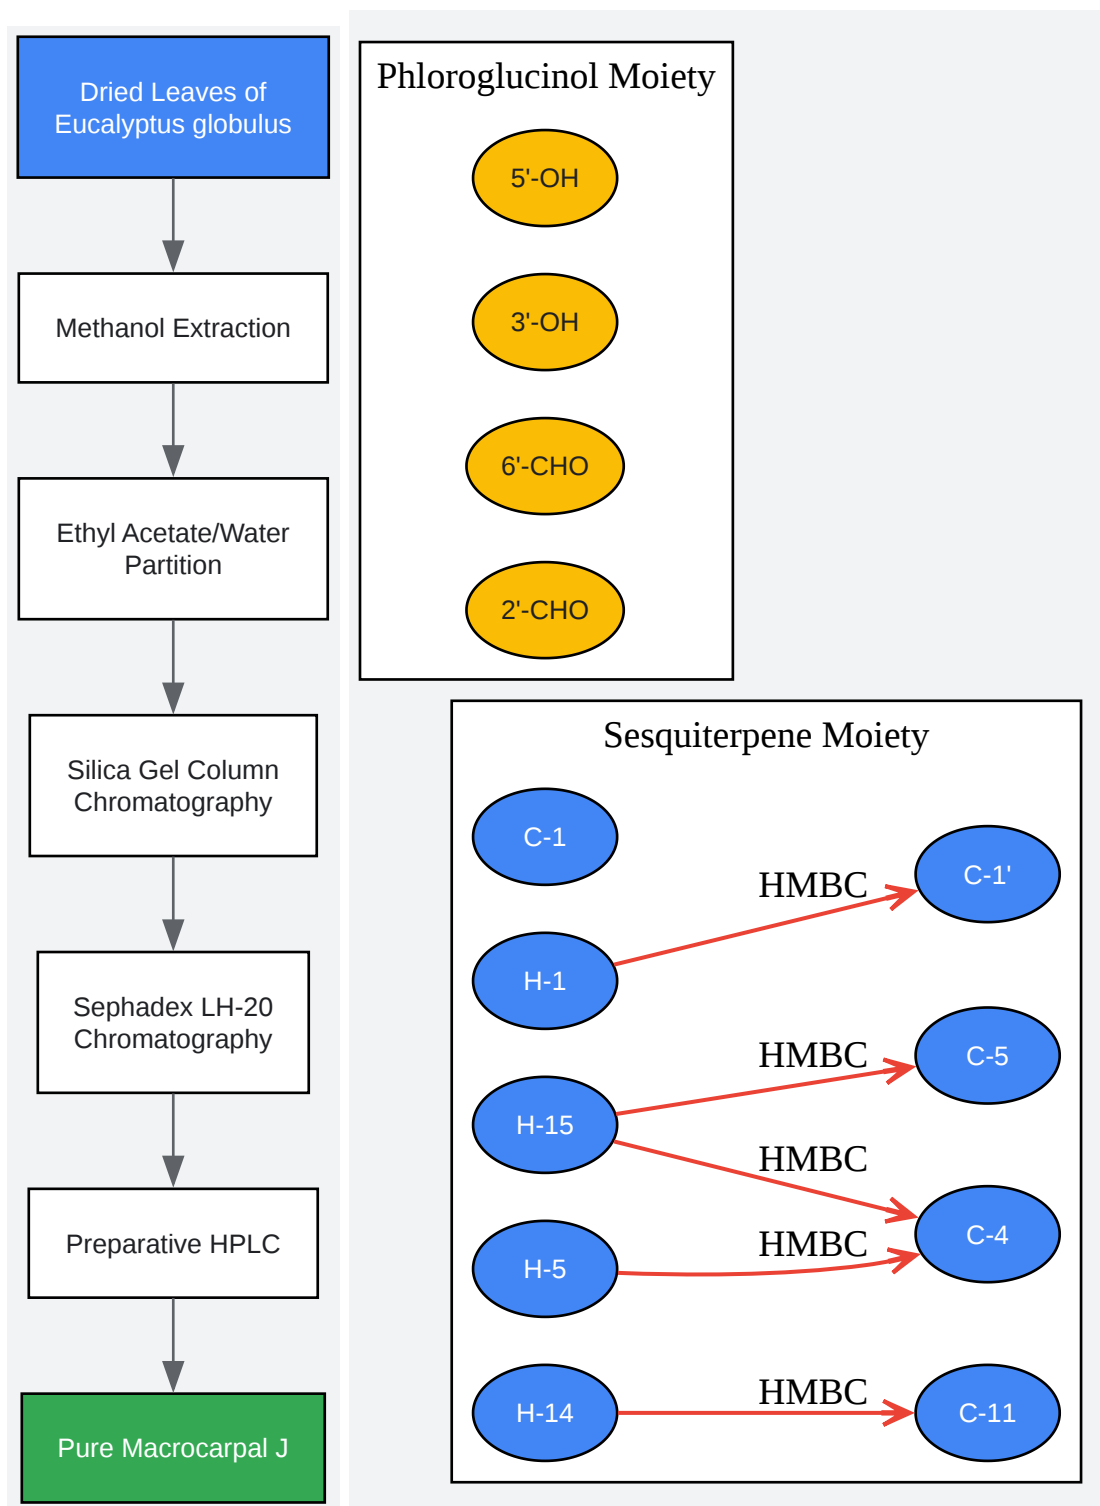 Dried Leaves of
Eucalyptus globulus
Methanol Extraction
Ethyl Acetate/Water
Partition
Silica Gel Column
Chromatography
Sephadex LH-20
Chromatography
Preparative HPLC
Pure Macrocarpal J
Phloroglucinol Moiety
5'-OH
3'-OH
6'-CHO
2'-CHO
Sesquiterpene Moiety
C-1
HMBC
C-1'
H-1
HMBC
C-5
H-15
HMBC
C-4
HMBC
H-5
HMBC
H-14
C-11